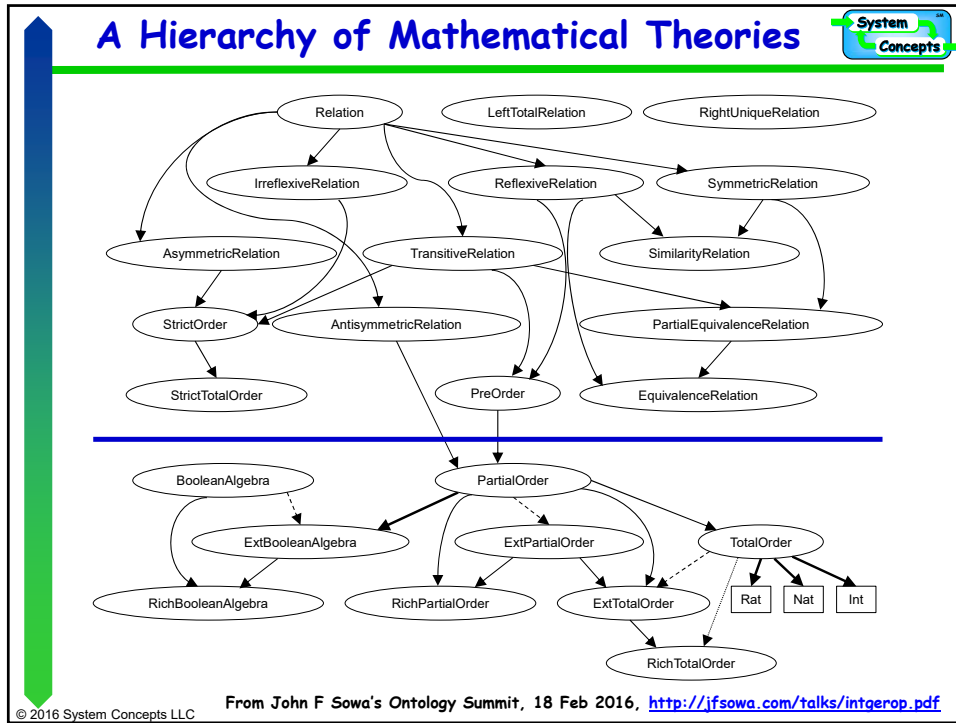 A Hierarchy of Mathematical Theories
System
SM
Concepts
Relation
LeftTotalRelation
RightUniqueRelation
IrreflexiveRelation
ReflexiveRelation
SymmetricRelation
AsymmetricRelation
TransitiveRelation
SimilarityRelation
StrictOrder
AntisymmetricRelation
PartialEquivalenceRelation
StrictTotalOrder
PreOrder
EquivalenceRelation
BooleanAlgebra
PartialOrder
ExtBooleanAlgebra
ExtPartialOrder
TotalOrder
RichBooleanAlgebra
RichPartialOrder
ExtTotalOrder
Rat
Nat
Int
RichTotalOrder
From John F Sowa's Ontology Summit, 18 Feb 2016, http://jfsowa.com/talks/intgerop.pdf
© 2016 System Concepts LLC